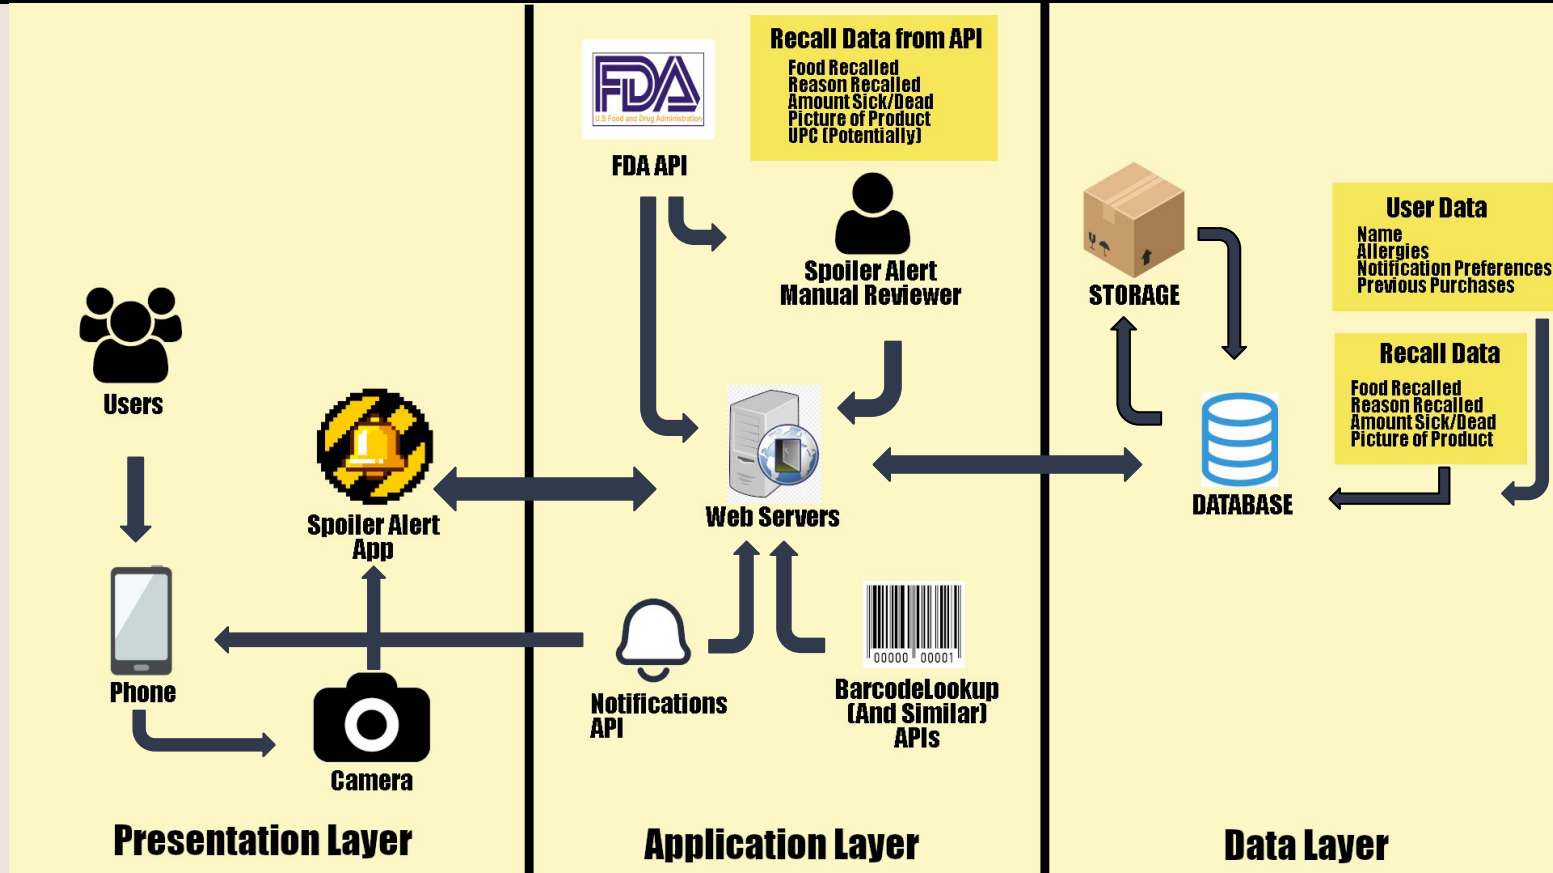 FDA
U.S Food and Drug Administration
FDA API
Recall Data from API
Food Recalled
Reason Recalled
Amount Sick/Dead
Picture of Product
UPC (Potentially)
Spoiler Alert
Manual Reviewer
Users
Spoiler Alert
App
Phone
Camera
Presentation Layer
Web Servers
Notifications
API
00000 00001
BarcodeLookup
(And Similar)
APIs
Application Layer
STORAGE
User Data
Name
Allergies
Notification Preferences
Previous Purchases
Recall Data
Food Recalled
Reason Recalled
Amount Sick/Dead
Picture of Product
DATABASE
Data Layer